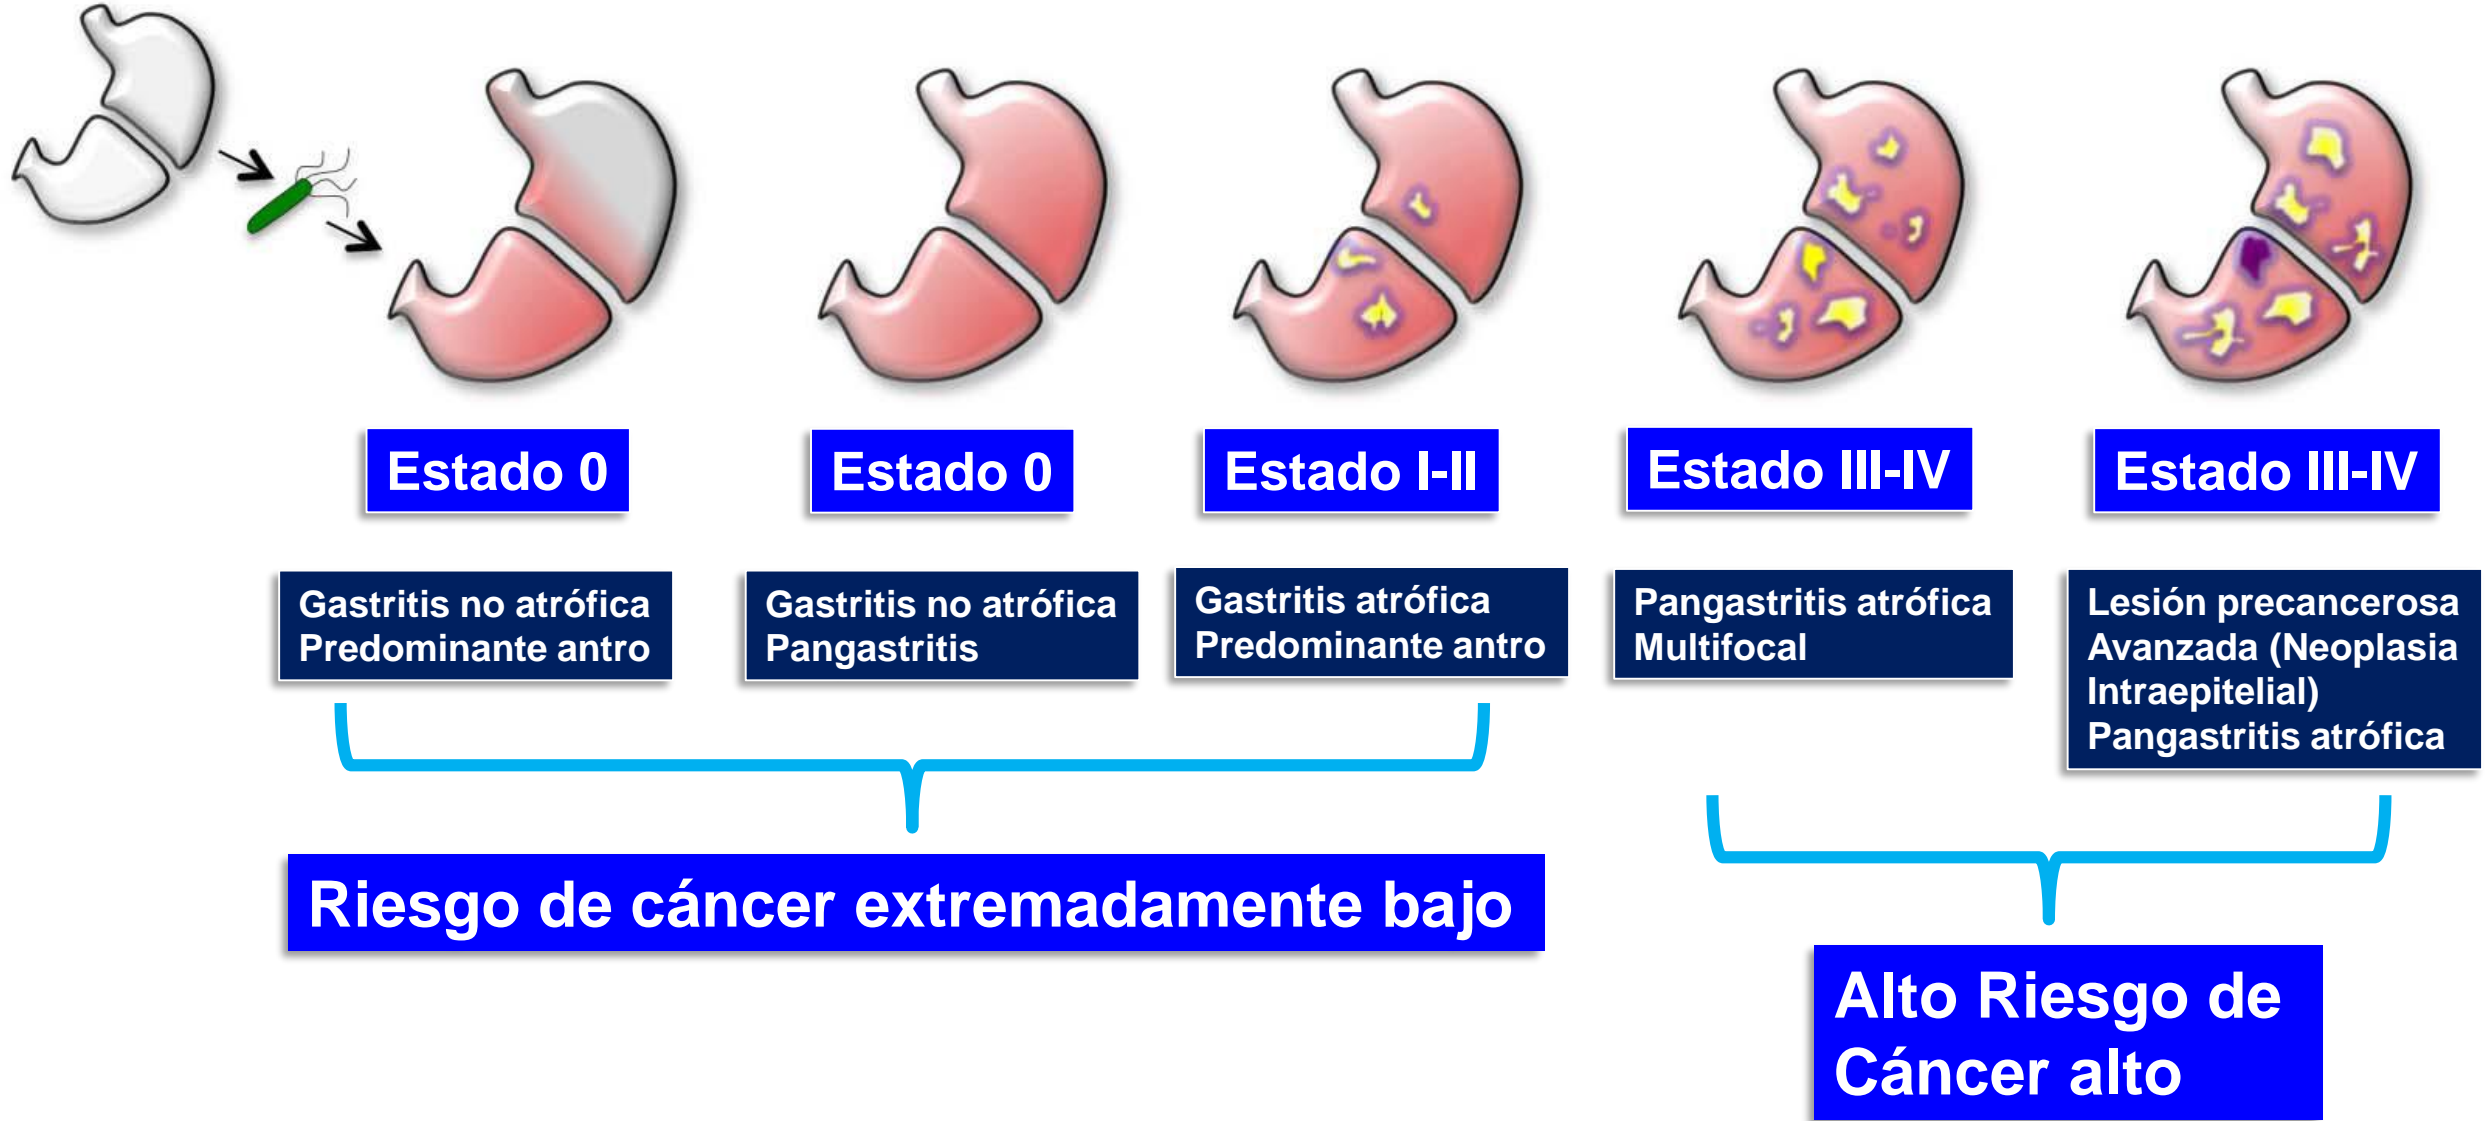 Estado 0
Estado 0
Estado I-II
Estado III-IV
Estado III-IV
Gastritis no atrófica
Predominante antro
Gastritis no atrófica
Pangastritis
Gastritis atrófica
Predominante antro
Pangastritis atrófica
Multifocal
Lesión precancerosa
Avanzada (Neoplasia
Intraepitelial)
Pangastritis atrófica
Riesgo de cáncer extremadamente bajo
Alto Riesgo de
Cáncer alto